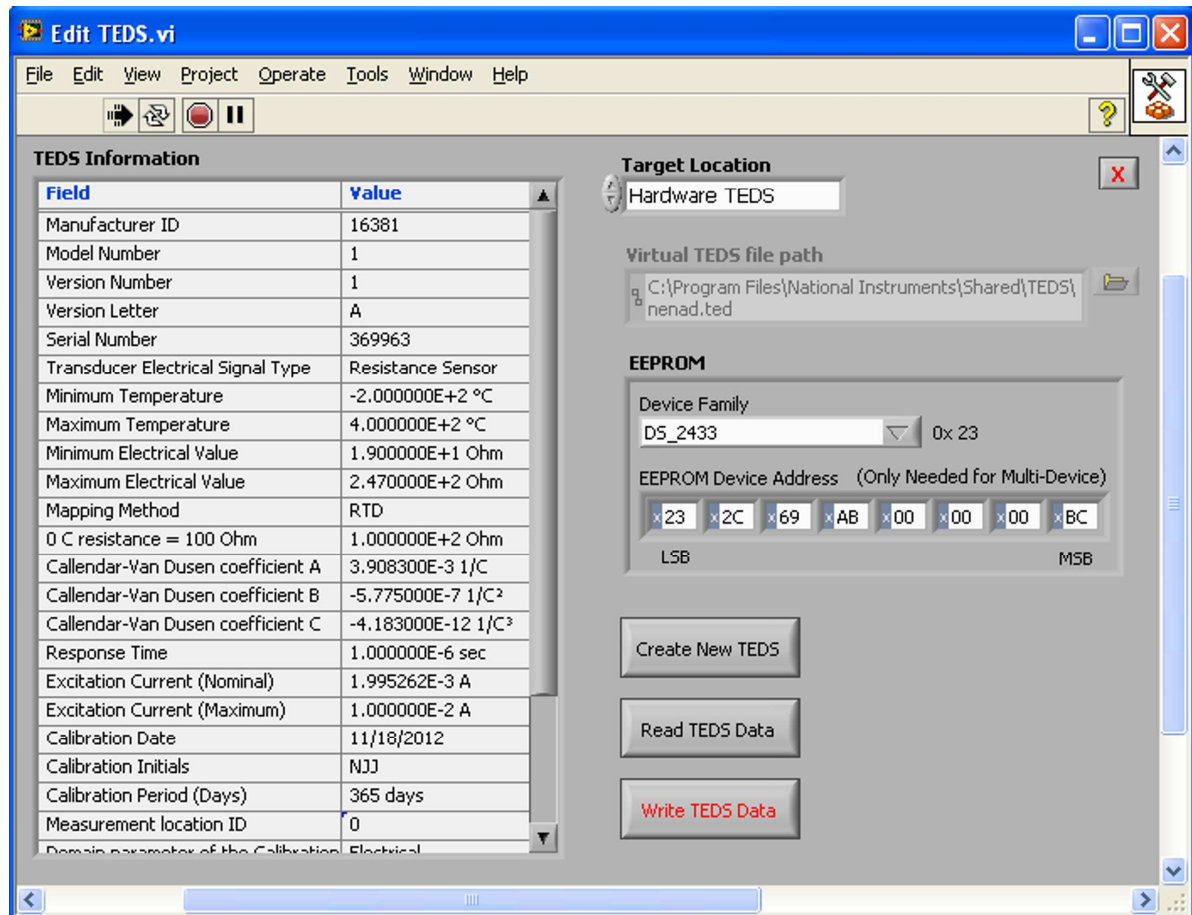 Edit TEDS.vi
File Edit View Project Operate Tools Window Help
TEDS Information
Field Value
Manufacturer ID 16381
Model Number 1
Version Number 1
Version Letter A
Serial Number 369963
Transducer Electrical Signal Type Resistance Sensor
Minimum Temperature -2.000000E+2 °C
Maximum Temperature 4.000000E+2 °C
Minimum Electrical Value 1.900000E+1 Ohm
Maximum Electrical Value 2.470000E+2 Ohm
Mapping Method RTD
0 C resistance = 100 Ohm 1.000000E+2 Ohm
Callendar-Van Dusen coefficient A 3.908300E-3 1/C
Callendar-Van Dusen coefficient B -5.775000E-7 1/C²
Callendar-Van Dusen coefficient C -4.183000E-12 1/C³
Response Time 1.000000E-6 sec
Excitation Current (Nominal) 1.995262E-3 A
Excitation Current (Maximum) 1.000000E-2 A
Calibration Date 11/18/2012
Calibration Initials NJJ
Calibration Period (Days) 365 days
Measurement location ID 0
Domain parameter of the Calibration Electrical
Target Location
Hardware TEDS
X
Virtual TEDS file path
C:\Program Files\National Instruments\Shared\TEDS\
nenad.ted
EEPROM
Device Family
DS_2433 0x 23
EEPROM Device Address (Only Needed for Multi-Device)
x23 x2C x69 xAB x00 x00 x00 xBC
LSB MSB
Create New TEDS
Read TEDS Data
Write TEDS Data